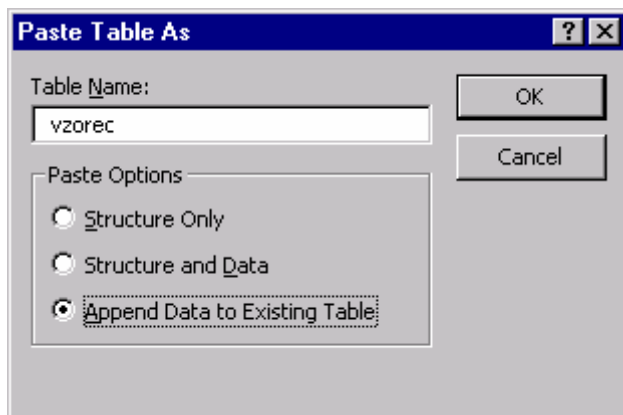 Paste Table As
Table Name:
OK
vzorec
Cancel
Paste Options
Structure Only
Structure and Data
Append Data to Existing Table